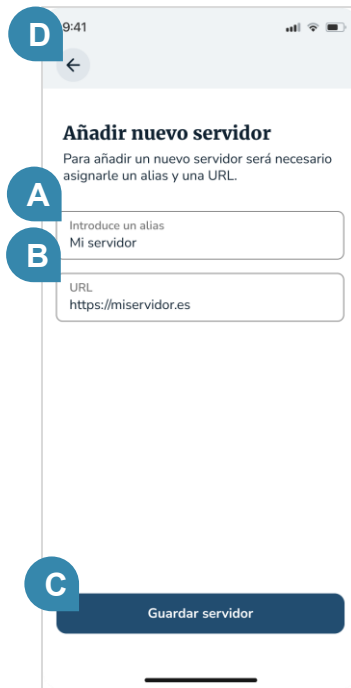 D
9:41
Añadir nuevo servidor
Para añadir un nuevo servidor será necesario
asignarle un alias y una URL.
A
Introduce un alias
Mi servidor
B
URL
https://miservidor.es
C
Guardar servidor